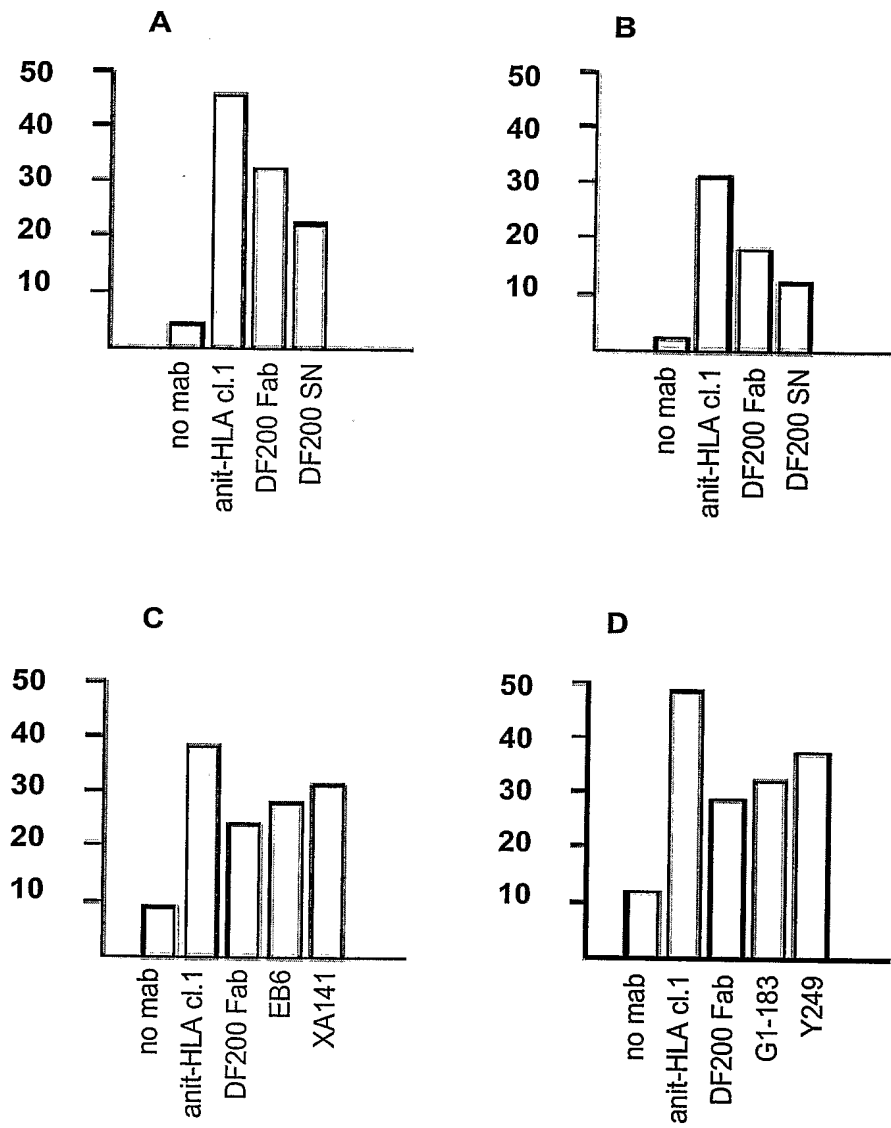 A
50
40
30
20
10
no mab
anit-HLA cl.1
DF200 Fab
DF200 SN
B
50
40
30
20
10
no mab
anit-HLA cl.1
DF200 Fab
DF200 SN
C
50
40
30
20
10
no mab
anit-HLA cl.1
DF200 Fab
EB6
XA141
D
50
40
30
20
10
no mab
anit-HLA cl.1
DF200 Fab
G1-183
Y249